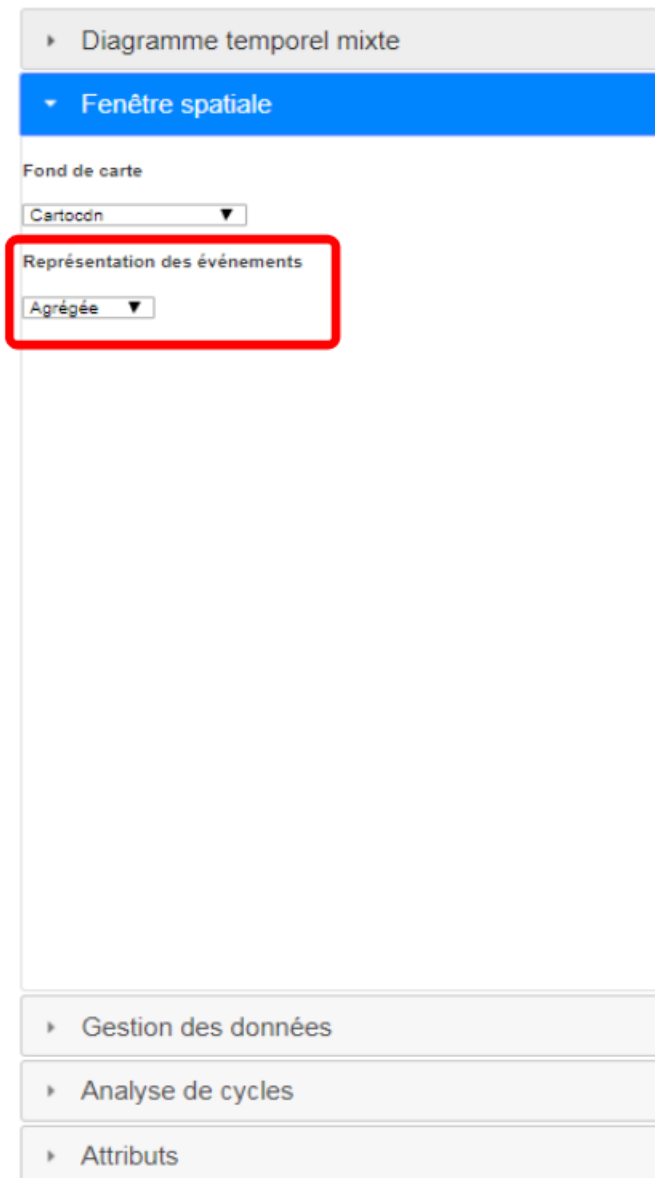 Diagramme temporel mixte
Fenêtre spatiale
Fond de carte
Cartocdn
Représentation des événements
Agrégée
Gestion des données
Analyse de cycles
Attributs